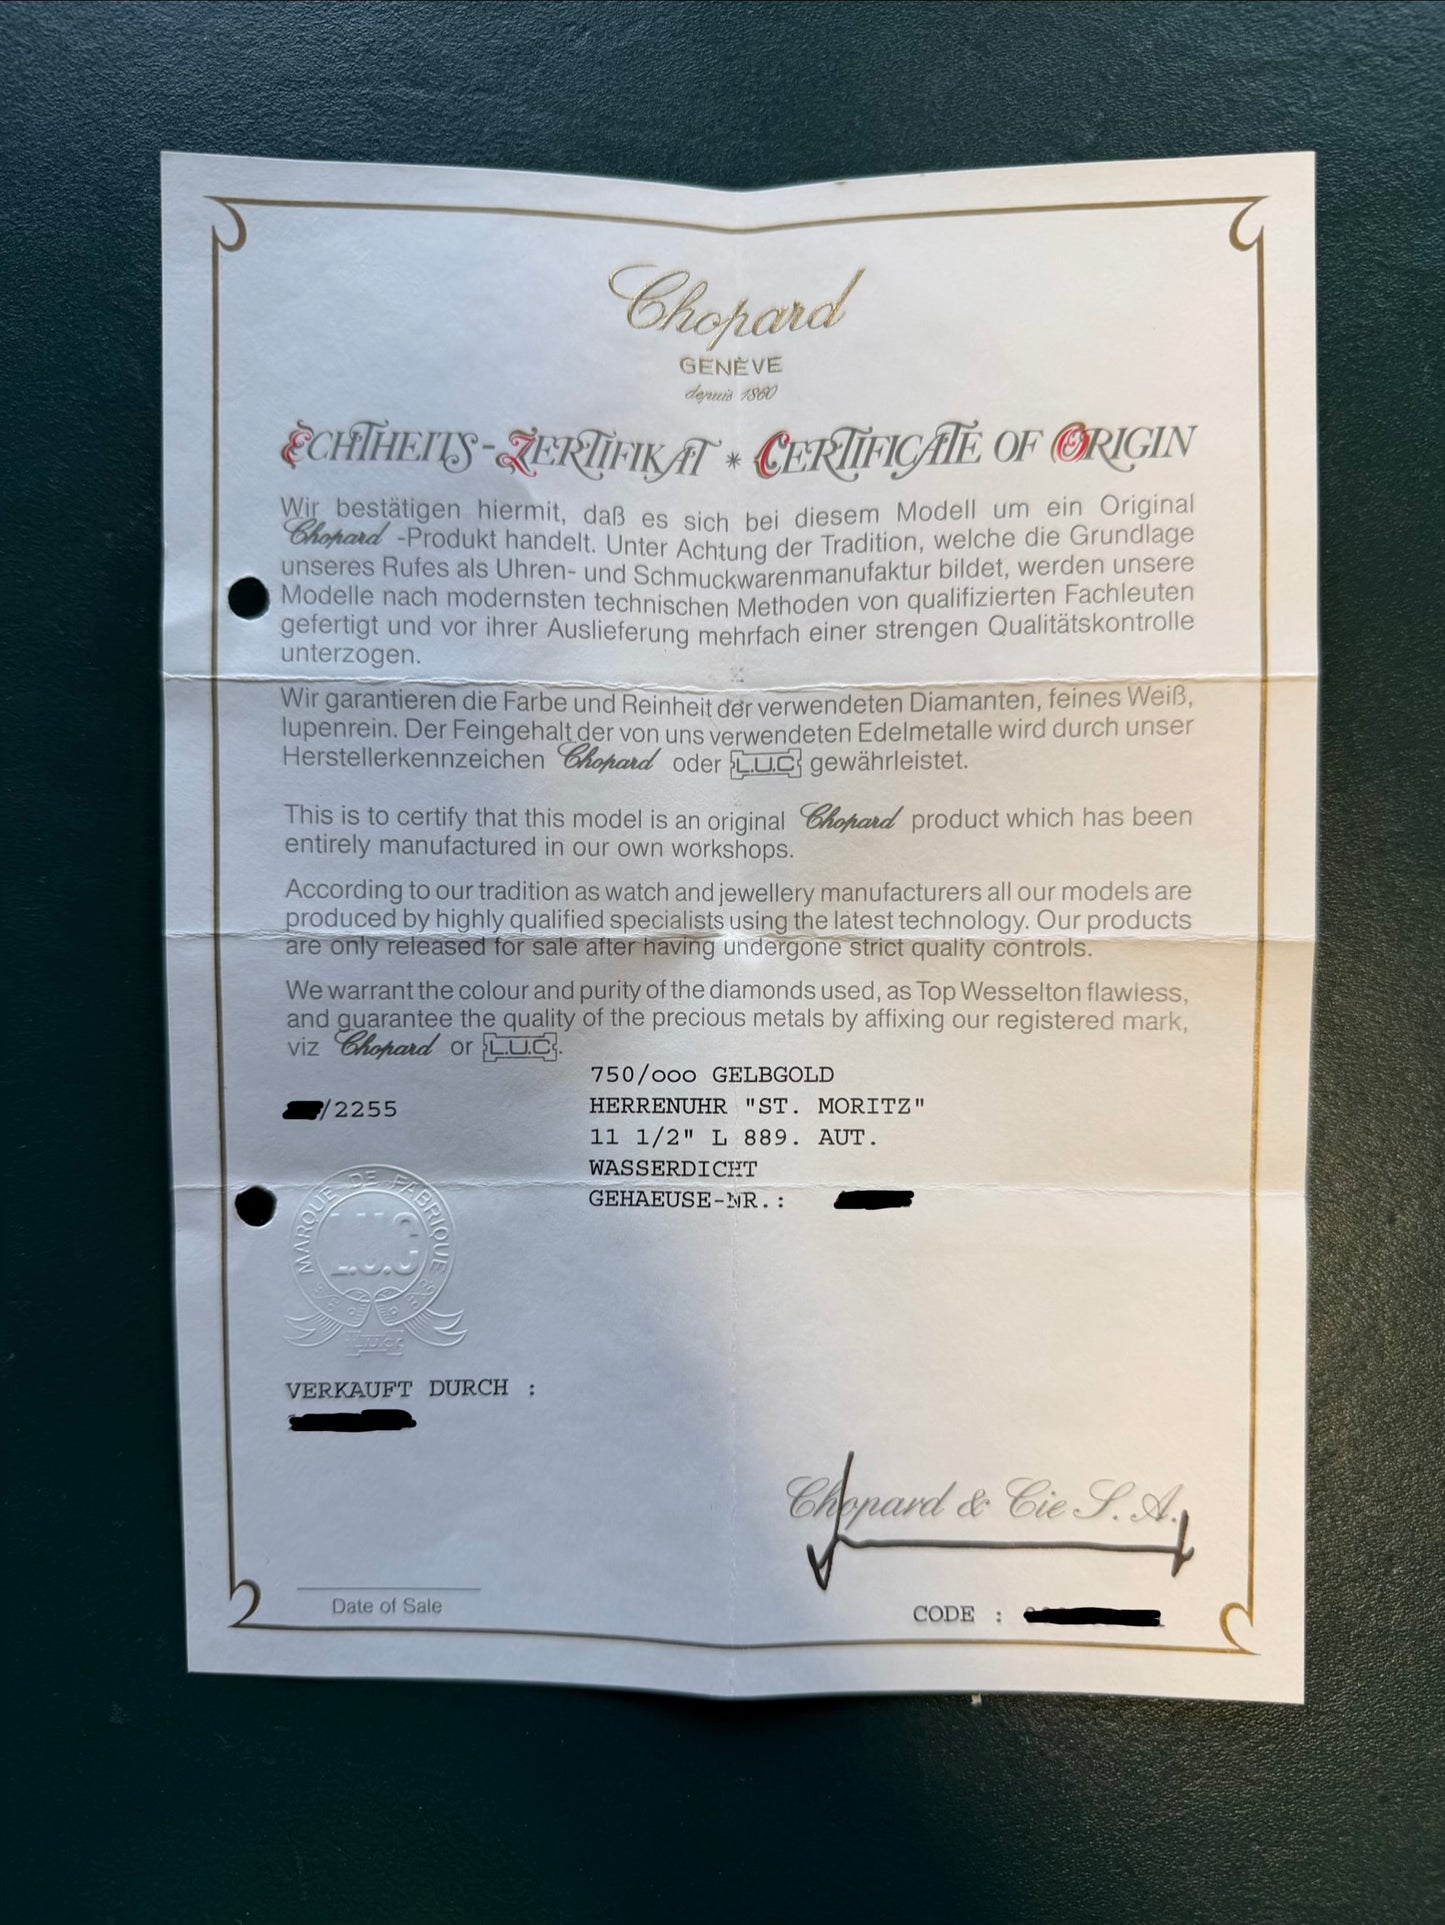 Chopard
GENÈVE
depuis 1860
ECHTHEITS-ZERTIFIKAT * CERTIFICATE OF ORIGIN
Wir bestätigen hiermit, daß es sich bei diesem Modell um ein Original
Chopard -Produkt handelt. Unter Achtung der Tradition, welche die Grundlage
unseres Rufes als Uhren- und Schmuckwarenmanufaktur bildet, werden unsere
Modelle nach modernsten technischen Methoden von qualifizierten Fachleuten
gefertigt und vor ihrer Auslieferung mehrfach einer strengen Qualitätskontrolle
unterzogen.
Wir garantieren die Farbe und Reinheit der verwendeten Diamanten, feines Weiß,
lupenrein. Der Feingehalt der von uns verwendeten Edelmetalle wird durch unser
Herstellerkennzeichen Chopard oder L.U.C gewährleistet.
This is to certify that this model is an original Chopard product which has been
entirely manufactured in our own workshops.
According to our tradition as watch and jewellery manufacturers all our models are
produced by highly qualified specialists using the latest technology. Our products
are only released for sale after having undergone strict quality controls.
We warrant the colour and purity of the diamonds used, as Top Wesselton flawless,
and guarantee the quality of the precious metals by affixing our registered mark,
viz Chopard or L.U.C.
750/ooo GELBGOLD
/2255 HERRENUHR "ST. MORITZ"
11 1/2" L 889. AUT.
WASSERDICHT
GEHAEUSE-NR.:
MARQUE DE FABRIQUE
L.U.C
L.U.C
VERKAUFT DURCH :
Chopard & Cie S. A.
Date of Sale
CODE :